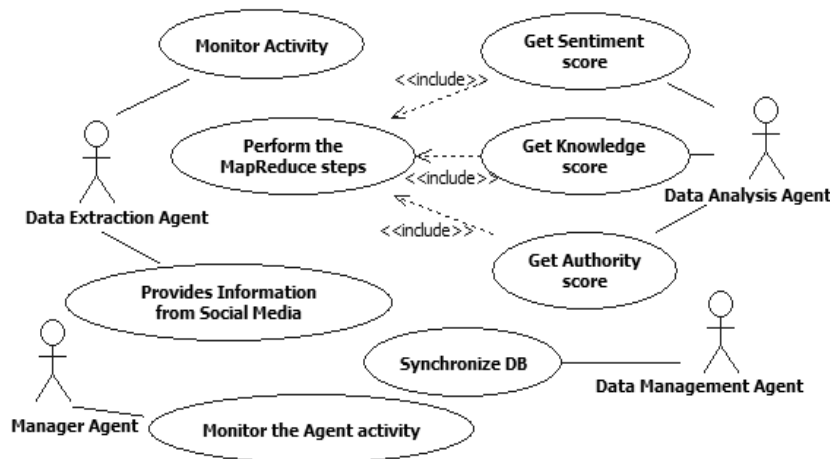 Monitor Activity
Get Sentiment
score
<<include>>
Perform the
MapReduce steps
Get Knowledge
score
<<include>>
Data Extraction Agent
Data Analysis Agent
<<include>>
Get Authority
score
Provides Information
from Social Media
Synchronize DB
Data Management Agent
Manager Agent
Monitor the Agent activity